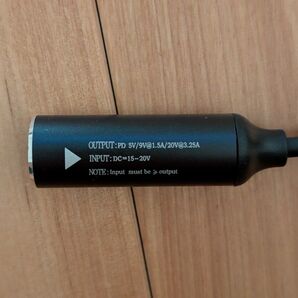 OUTPUT:PD 5V/9V@1.5A/20V@3.25A
INPUT:DC⎓15-20V
NOTE:Input must be ≥ output